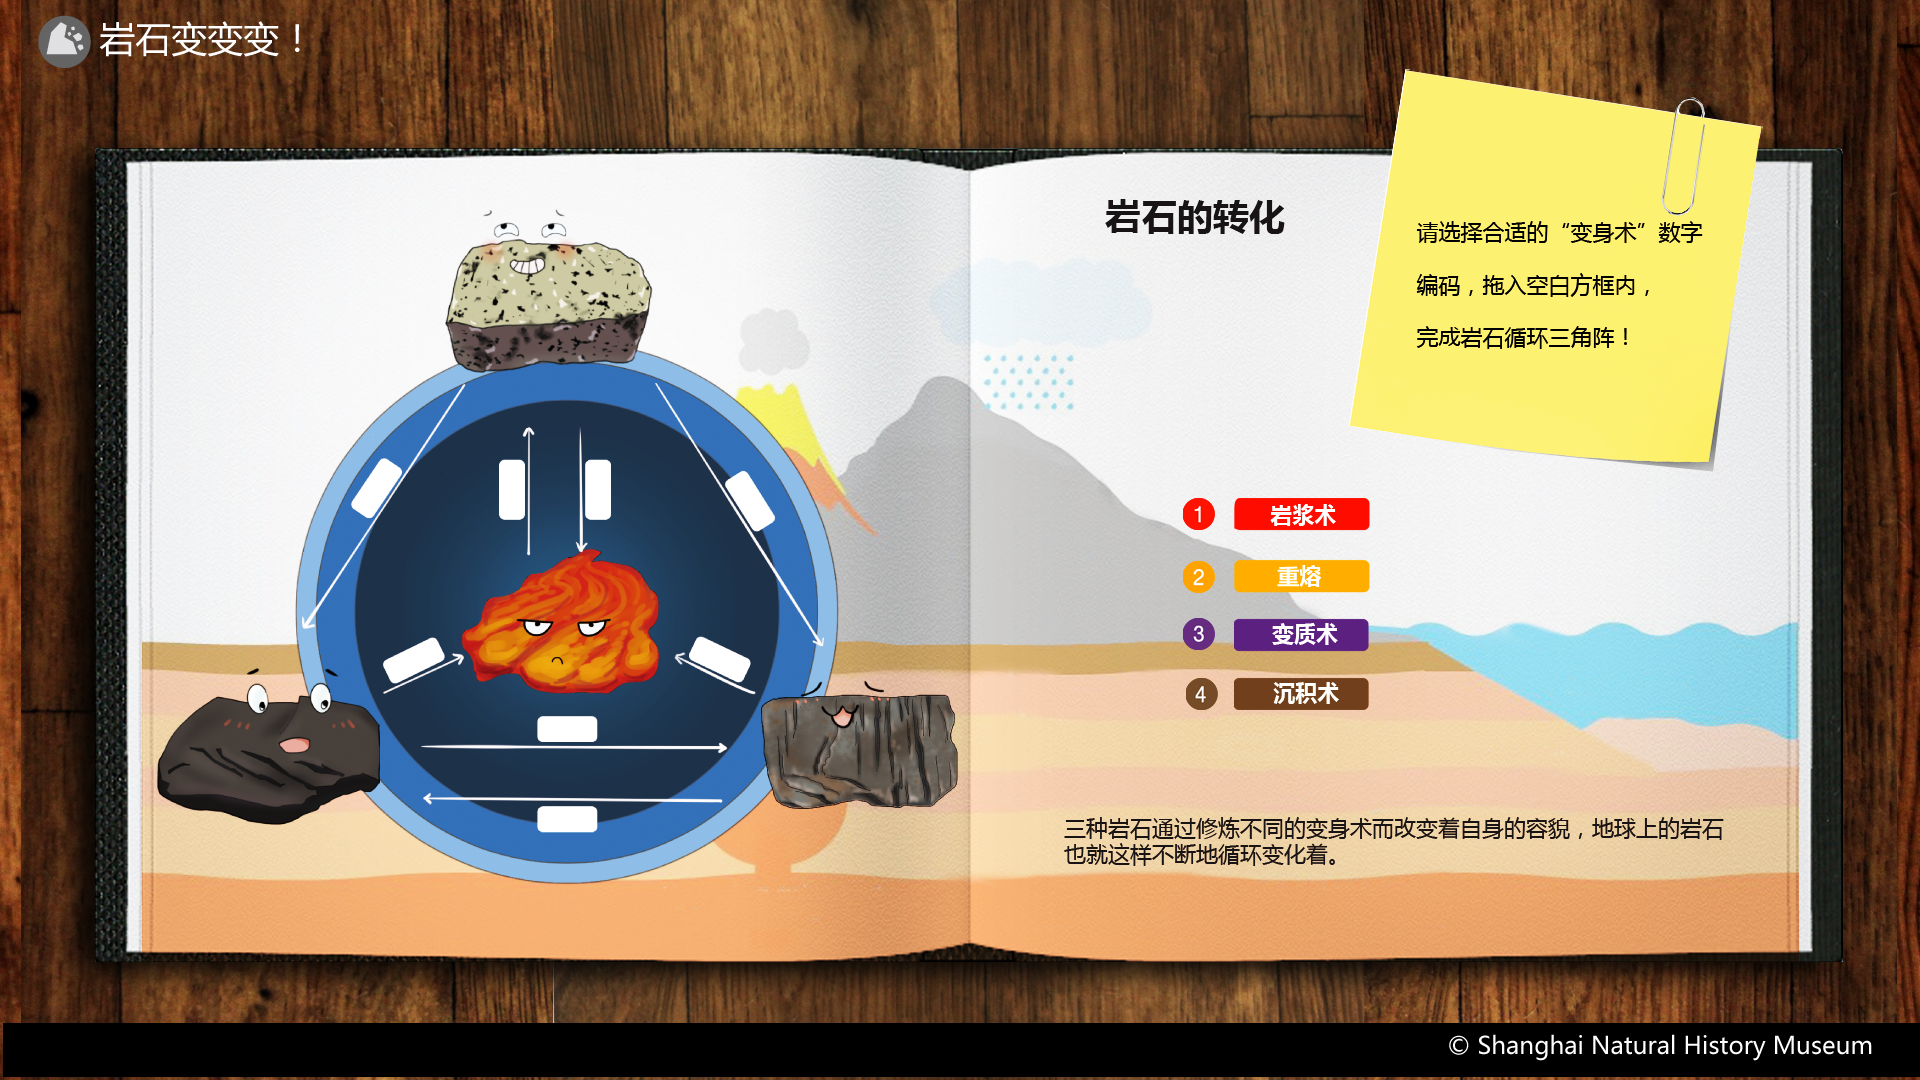 岩石变变变！
岩石的转化
请选择合适的“变身术”数字
编码，拖入空白方框内，
完成岩石循环三角阵！
1 岩浆术
2 重熔
3 变质术
4 沉积术
三种岩石通过修炼不同的变身术而改变着自身的容貌，地球上的岩石
也就这样不断地循环变化着。
© Shanghai Natural History Museum